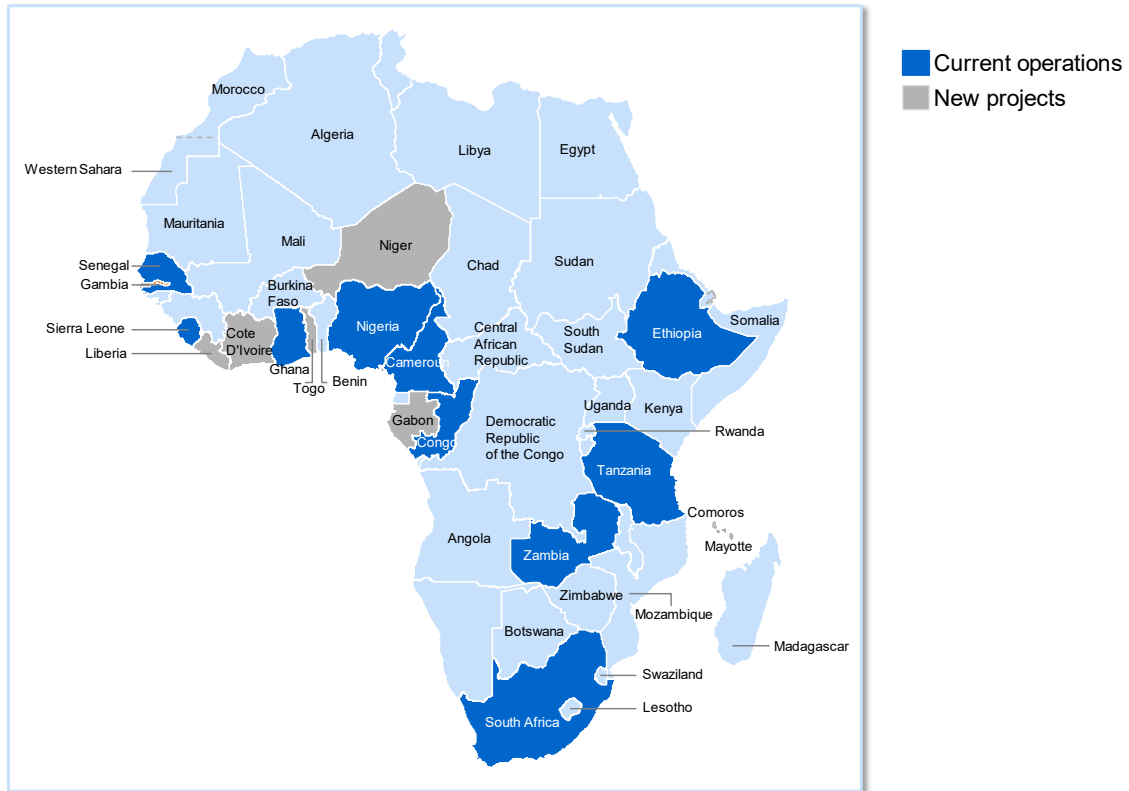 Current operations
New projects
Morocco
Algeria
Libya
Egypt
Western Sahara
Mauritania
Mali
Niger
Chad
Sudan
Senegal
Gambia
Burkina
Faso
Nigeria
Sierra Leone
Cote
D'Ivoire
Liberia
Ghana
Togo
Benin
Cameroun
Central
African
Republic
South
Sudan
Ethiopia
Somalia
Gabon
Congo
Democratic
Republic
of the Congo
Uganda
Kenya
Rwanda
Tanzania
Comoros
Mayotte
Angola
Zambia
Zimbabwe
Mozambique
Botswana
Madagascar
Swaziland
Lesotho
South Africa